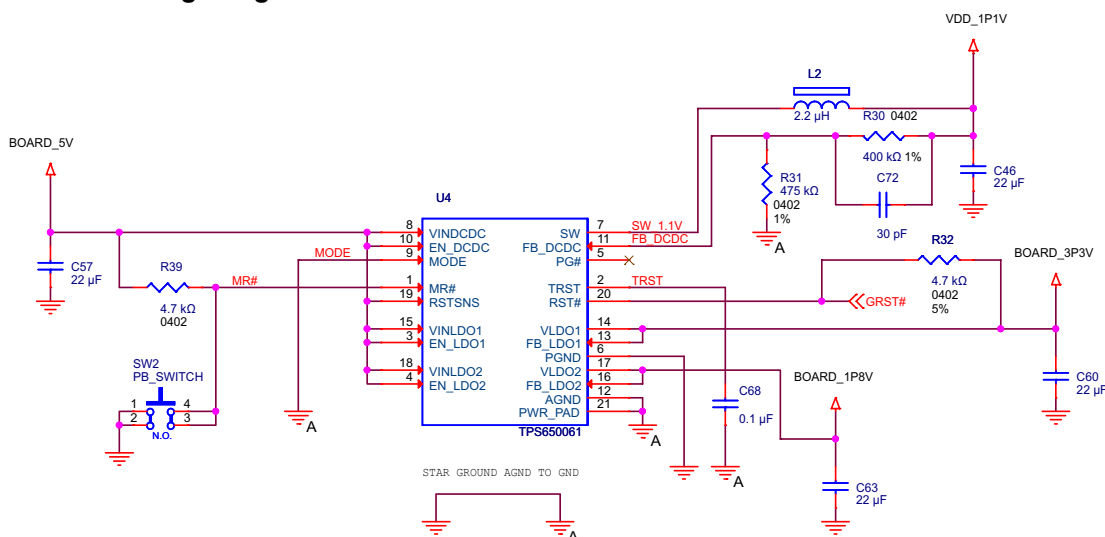 VDD_1P1V
L2
2.2 µH
R30 0402
400 kΩ 1%
C72
30 pF
C46
22 µF
R31
475 kΩ
0402
1%
A
BOARD_5V
C57
22 µF
R39
4.7 kΩ
0402
MODE
MR#
SW2
PB_SWITCH
1
2
4
3
N.O.
A
U4
8 VINDCDC
10 EN_DCDC
9 MODE
1 MR#
19 RSTSNS
15 VINLDO1
3 EN_LDO1
18 VINLDO2
4 EN_LDO2
SW 7
FB_DCDC 11
PG# 5
TRST 2
RST# 20
VLDO1 14
FB_LDO1 13
PGND 6
VLDO2 17
FB_LDO2 16
AGND 12
PWR_PAD 21
TPS650061
SW_1.1V
FB_DCDC
TRST
R32
4.7 kΩ
0402
5%
GRST#
BOARD_3P3V
C60
22 µF
BOARD_1P8V
C68
0.1 µF
A
A
C63
22 µF
STAR GROUND AGND TO GND
A